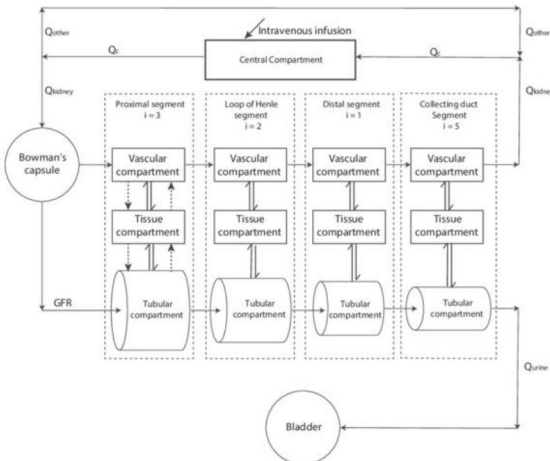 Qother
Intravenous infusion
Qother
Qc
Central Compartment
Qc
Qkidney
Qkidney
Proximal segment
i = 3
Loop of Henle
segment
i = 2
Distal segment
i = 1
Collecting duct
Segment
i = 5
Bowman's
capsule
Vascular
compartment
Vascular
compartment
Vascular
compartment
Vascular
compartment
Tissue
compartment
Tissue
compartment
Tissue
compartment
Tissue
compartment
GFR
Tubular
compartment
Tubular
compartment
Tubular
compartment
Tubular
compartment
Qurine
Bladder